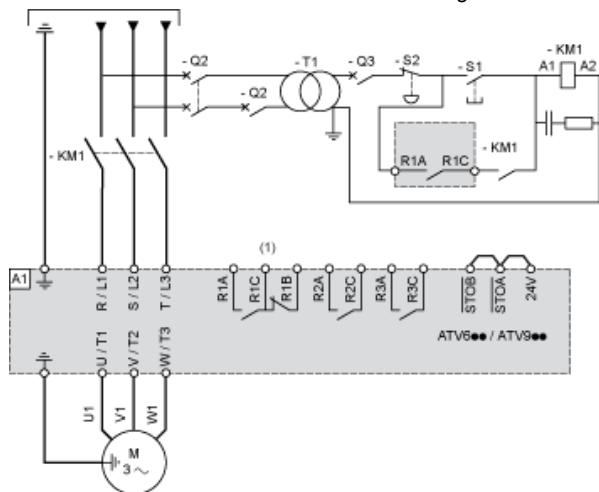 - Q2
- T1
- Q3
- S2
- S1
- KM1
A1
A2
- Q2
- KM1
R1A
R1C
- KM1
(1)
A1
R / L1
S / L2
T / L3
R1A
R1C
R1B
R2A
R2C
R3A
R3C
STOB
STOA
24V
ATV6●● / ATV9●●
U / T1
V / T2
W / T3
U1
V1
W1
M
3 ~